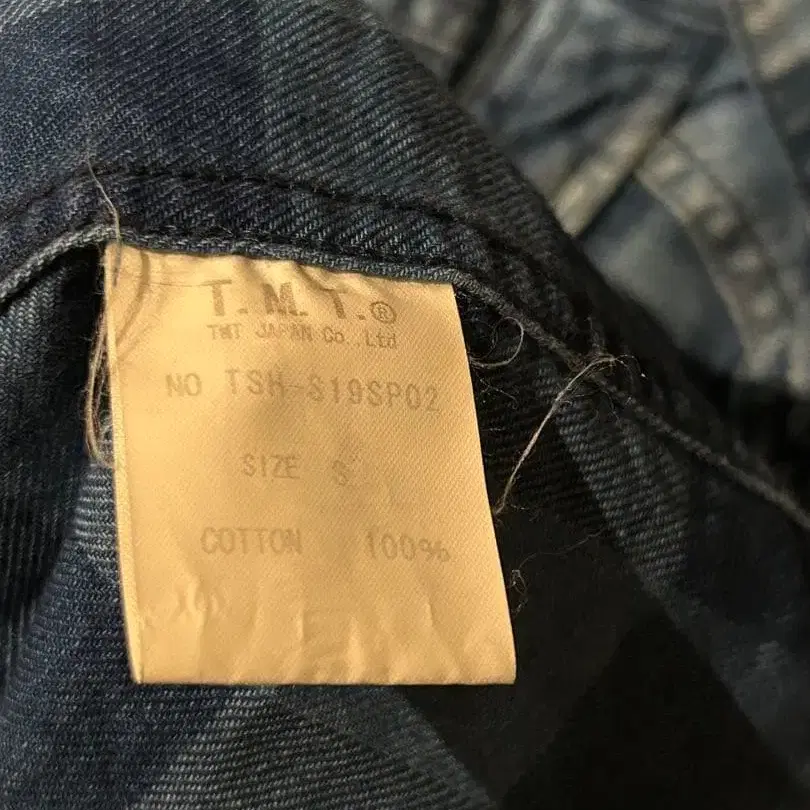 T.M.T.®
TMT JAPAN Co.,Ltd
NO TSH-S19SP02
SIZE S
COTTON 100%